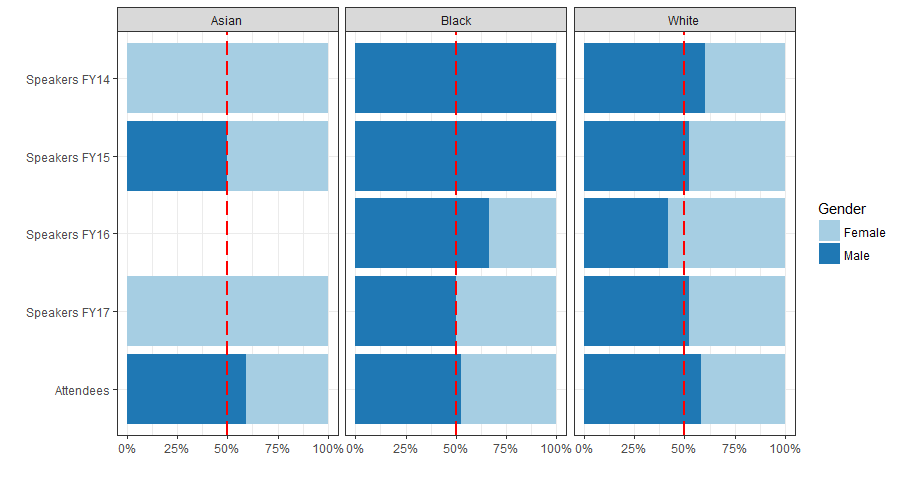 Asian Black White
Speakers FY14
Speakers FY15
Speakers FY16
Speakers FY17
Attendees
0% 25% 50% 75% 100% 0% 25% 50% 75% 100% 0% 25% 50% 75% 100%
Gender
Female
Male